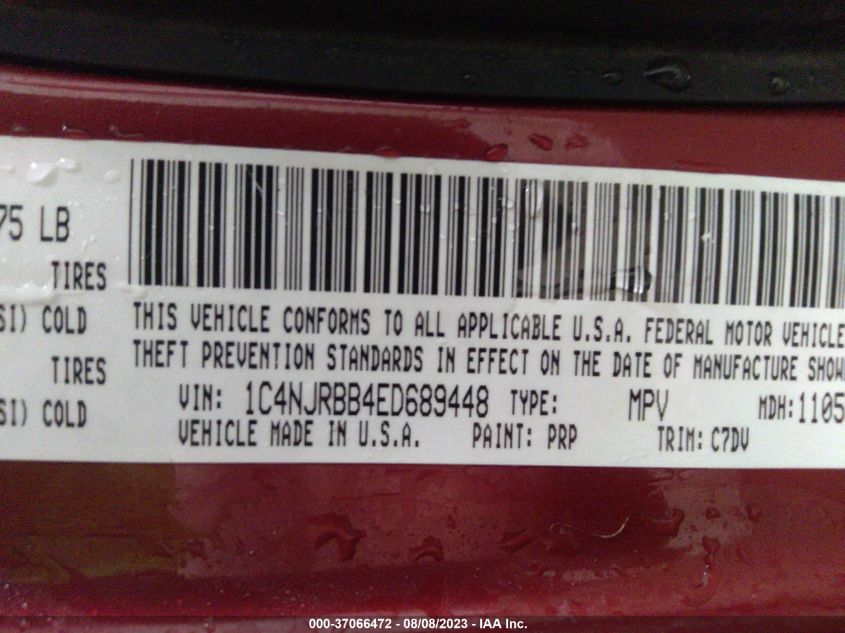 75 LB
TIRES
SI) COLD
TIRES
SI) COLD
THIS VEHICLE CONFORMS TO ALL APPLICABLE U.S.A. FEDERAL MOTOR VEHICLE
THEFT PREVENTION STANDARDS IN EFFECT ON THE DATE OF MANUFACTURE SHOW
VIN: 1C4NJRBB4ED689448 TYPE: MPV MDH: 1105
VEHICLE MADE IN U.S.A. PAINT: PRP TRIM: C7DV
000-37066472 - 08/08/2023 - IAA Inc.